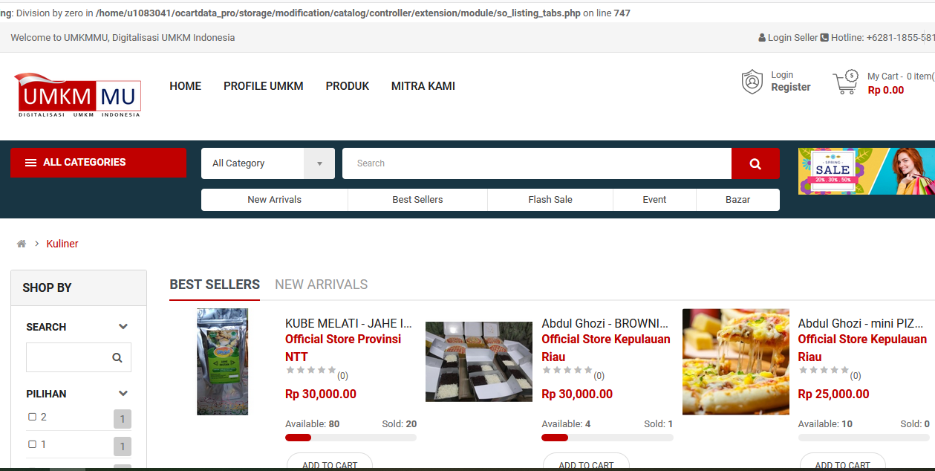 ng: Division by zero in /home/u1083041/ocartdata_pro/storage/modification/catalog/controller/extension/module/so_listing_tabs.php on line 747
Welcome to UMKMMU, Digitalisasi UMKM Indonesia
Login Seller Hotline: +6281-1855-581
UMKM MU
DIGITALISASI UMKM INDONESIA
HOME PROFILE UMKM PRODUK MITRA KAMI
Login
Register
My Cart - 0 item(
Rp 0.00
$
ALL CATEGORIES
All Category
Search
SPRING
SALE
20% 30% 50%
New Arrivals Best Sellers Flash Sale Event Bazar
Kuliner
SHOP BY
SEARCH
PILIHAN
2 1
1 1
BEST SELLERS NEW ARRIVALS
KUBE MELATI - JAHE I...
Official Store Provinsi
NTT
(0)
Rp 30,000.00
Available: 80 Sold: 20
ADD TO CART
Abdul Ghozi - BROWNI...
Official Store Kepulauan
Riau
(0)
Rp 30,000.00
Available: 4 Sold: 1
ADD TO CART
Abdul Ghozi - mini PIZ...
Official Store Kepulauan
Riau
(0)
Rp 25,000.00
Available: 10 Sold: 0
ADD TO CART